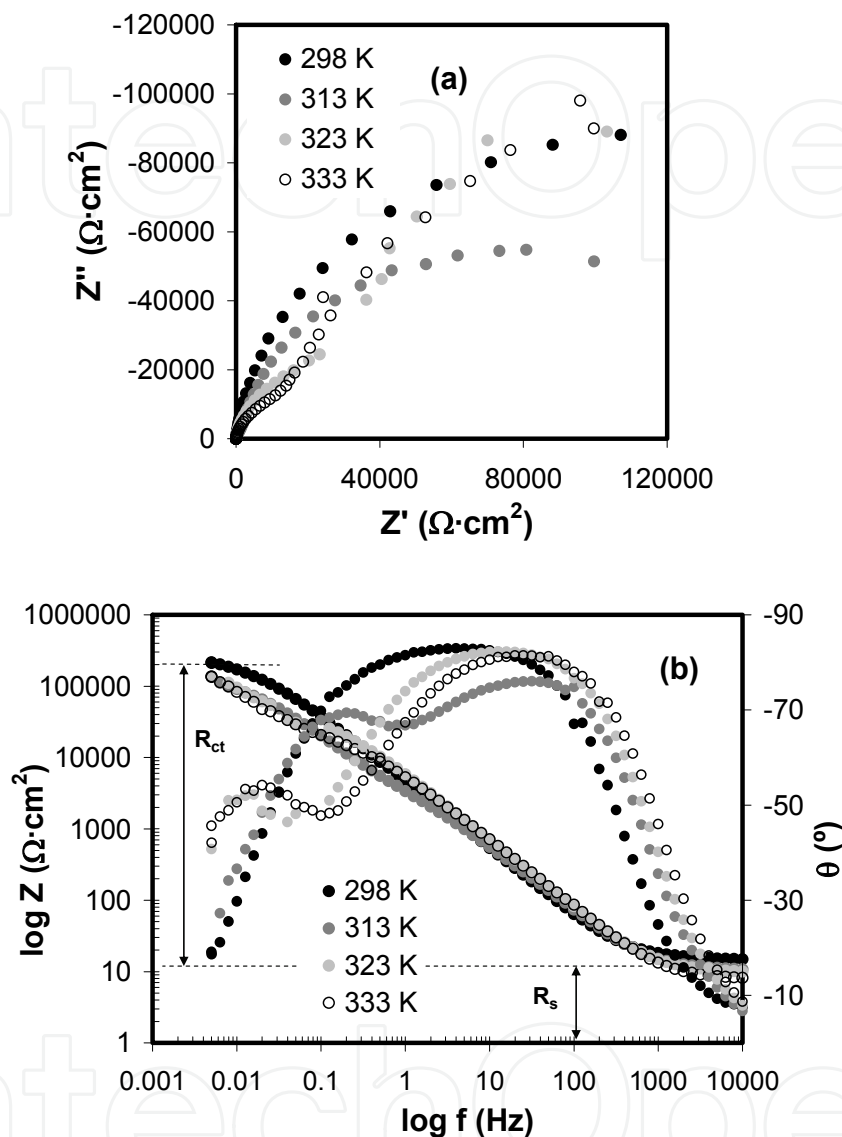 -120000
-100000
-80000
-60000
-40000
-20000
0
Z'' (Ω·cm²)
298 K
313 K
323 K
333 K
(a)
0 40000 80000 120000
Z' (Ω·cm²)
1000000
100000
10000
1000
100
10
1
log Z (Ω·cm²)
(b)
R_ct
298 K
313 K
323 K
333 K
R_s
-90
-70
-50
-30
-10
θ (º)
0.001 0.01 0.1 1 10 100 1000 10000
log f (Hz)